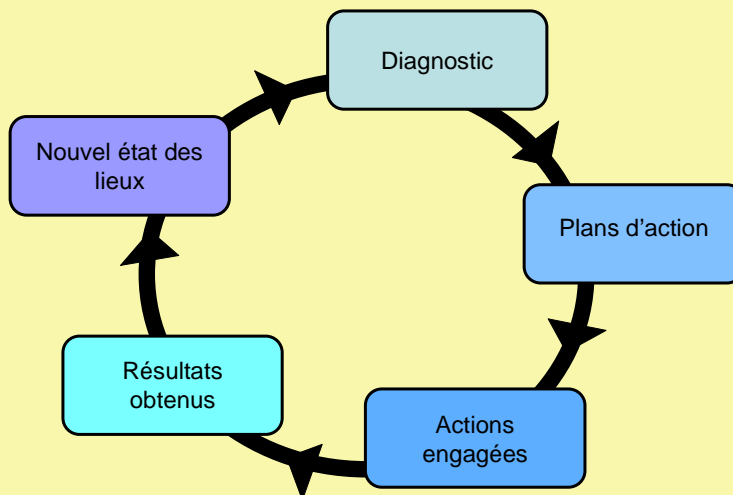 Diagnostic
Plans d’action
Actions
engagées
Résultats
obtenus
Nouvel état des
lieux